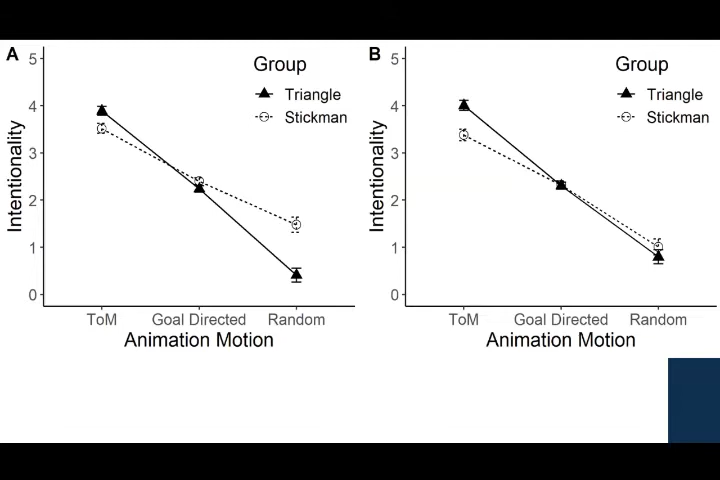 A
5
4
3
2
1
0
Intentionality
Group
Triangle
Stickman
ToM Goal Directed Random
Animation Motion
B
5
4
3
2
1
0
Intentionality
Group
Triangle
Stickman
ToM Goal Directed Random
Animation Motion